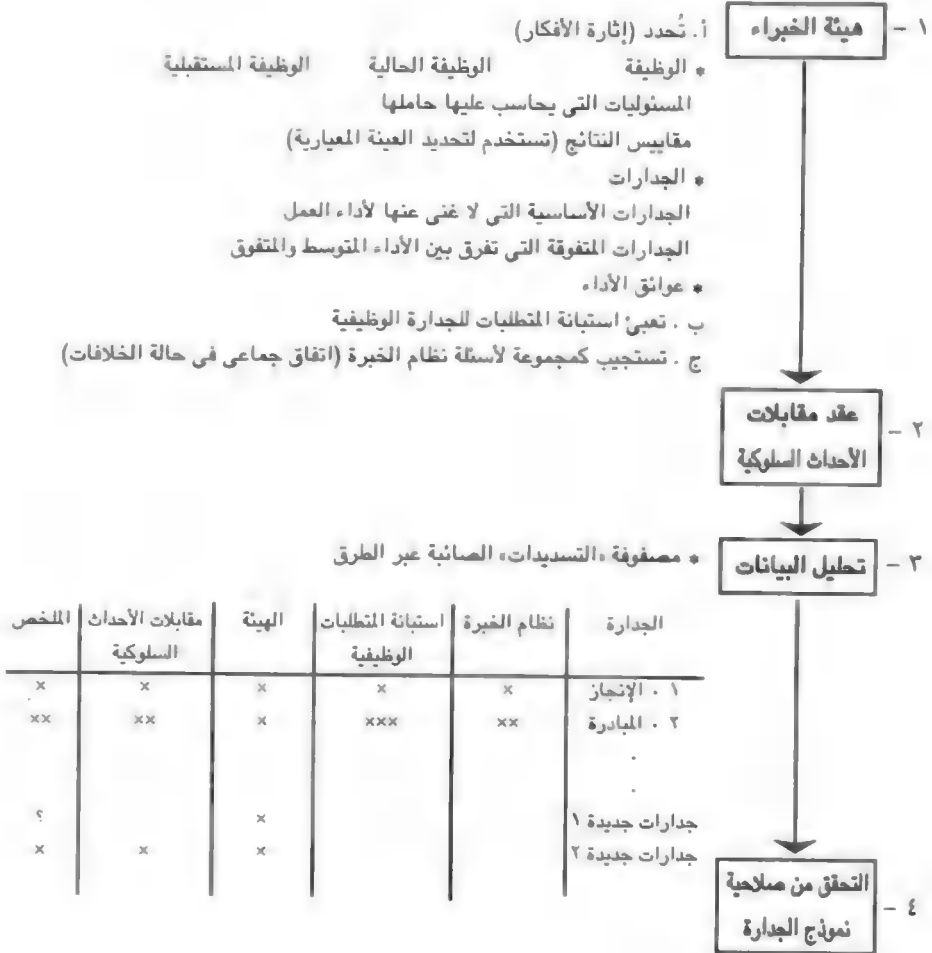 ١ - هيئة الخبراء
أ. تُحدد (إثارة الأفكار)
* الوظيفة الوظيفة الحالية الوظيفة المستقبلية
المسئوليات التى يحاسب عليها حاملها
مقاييس النتائج (تستخدم لتحديد العينة المعيارية)
* الجدارات
الجدارات الأساسية التى لا غنى عنها لأداء العمل
الجدارات المتفوقة التى تفرق بين الأداء المتوسط والمتفوق
* عوائق الأداء
ب . تعبئ استبانة المتطلبات للجدارة الوظيفية
ج . تستجيب كمجموعة لأسئلة نظام الخبرة (اتفاق جماعى فى حالة الخلافات)
٢ - عقد مقابلات
الأحداث السلوكية
٣ - تحليل البيانات
* مصفوفة «التسديدات» الصائبة عبر الطرق
الجدارة نظام الخبرة استبانة المتطلبات الهيئة مقابلات الأحداث الملخص
الوظيفية السلوكية
١ . الإنجاز × × × × ×
٢ . المبادرة ×× ××× × ×× ××
.
.
جدارات جديدة ١ × ؟
جدارات جديدة ٢ × × ×
٤ - التحقق من صلاحية
نموذج الجدارة